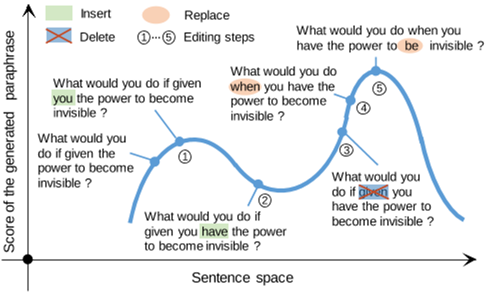 Insert
Replace
Delete
①···⑤ Editing steps
What would you do when you
have the power to be invisible ?
What would you do if given
you the power to become
invisible ?
What would you do
when you have the
power to become
invisible ?
What would you
do if given the
power to become
invisible ?
①
②
③
④
⑤
What would you do if
given you have the power
to become invisible ?
What would you
do if given you
have the power to
become invisible ?
Score of the generated paraphrase
Sentence space